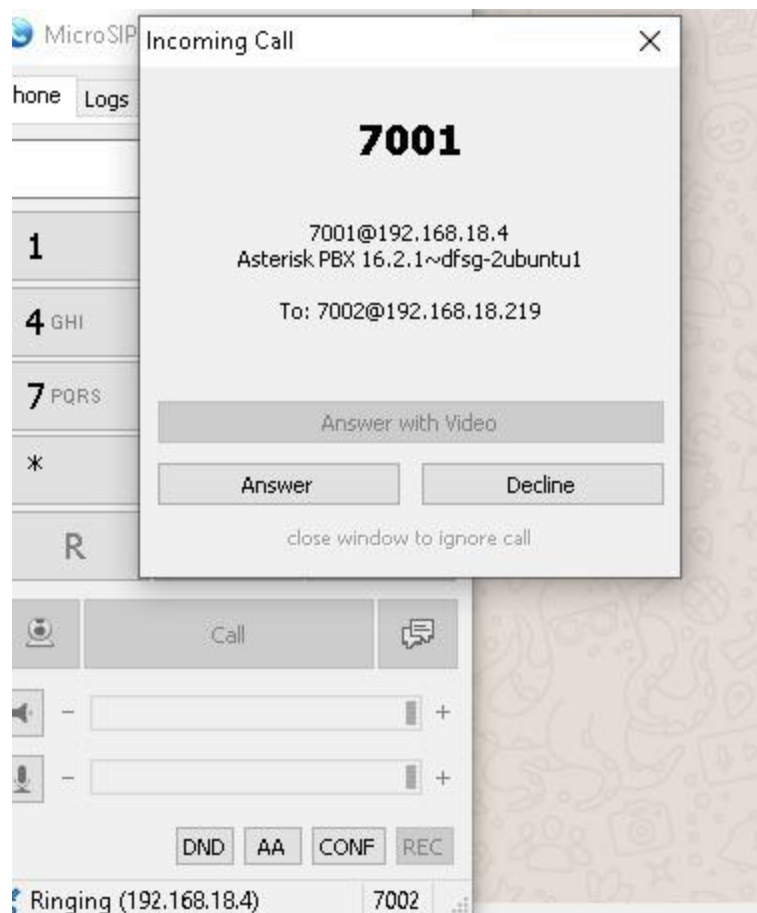 MicroSIP
Incoming Call
hone
Logs
7001
7001@192.168.18.4
Asterisk PBX 16.2.1~dfsg-2ubuntu1
To: 7002@192.168.18.219
Answer with Video
Answer
Decline
close window to ignore call
1
4 GHI
7 PQRS
*
R
Call
- +
- +
DND
AA
CONF
REC
Ringing (192.168.18.4)
7002